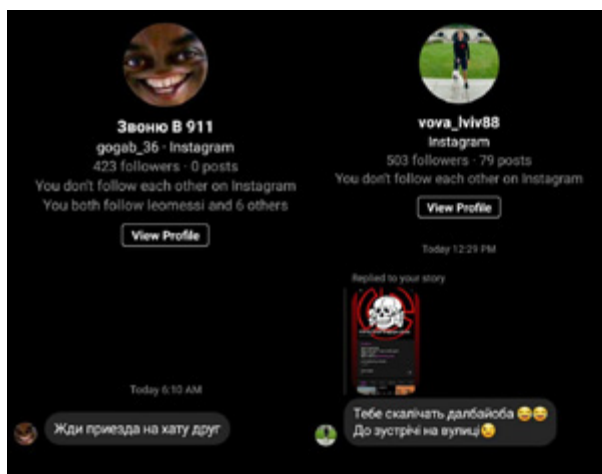 Звоню В 911
gogab_36 · Instagram
423 followers · 0 posts
You don't follow each other on Instagram
You both follow leomessi and 6 others
View Profile
Today 6:10 AM
Жди приезда на хату друг
vova_lviv88
Instagram
503 followers · 79 posts
You don't follow each other on Instagram
View Profile
Today 12:29 PM
Replied to your story
Тебе скалічать далбайоба 😂😂
До зустрічі на вулиці😉